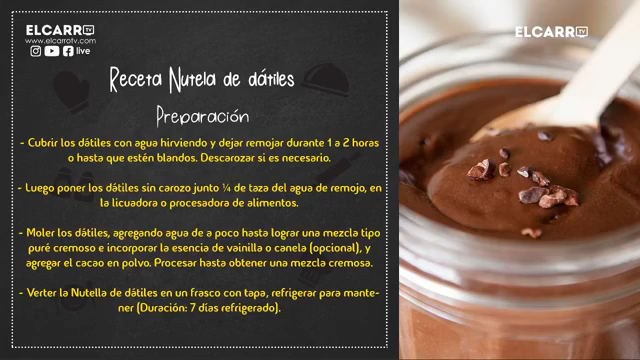 ELCARRO TV
www.elcarrotv.com
live
Receta Nutela de dátiles
Preparación
- Cubrir los dátiles con agua hirviendo y dejar remojar durante 1 a 2 horas
o hasta que estén blandos. Descarozar si es necesario.
- Luego poner los dátiles sin carozo junto ¼ de taza del agua de remojo, en
la licuadora o procesadora de alimentos.
- Moler los dátiles, agregando agua de a poco hasta lograr una mezcla tipo
puré cremoso e incorporar la esencia de vainilla o canela (opcional), y
agregar el cacao en polvo. Procesar hasta obtener una mezcla cremosa.
- Verter la Nutella de dátiles en un frasco con tapa, refrigerar para mante-
ner (Duración: 7 días refrigerado).
ELCARRO TV